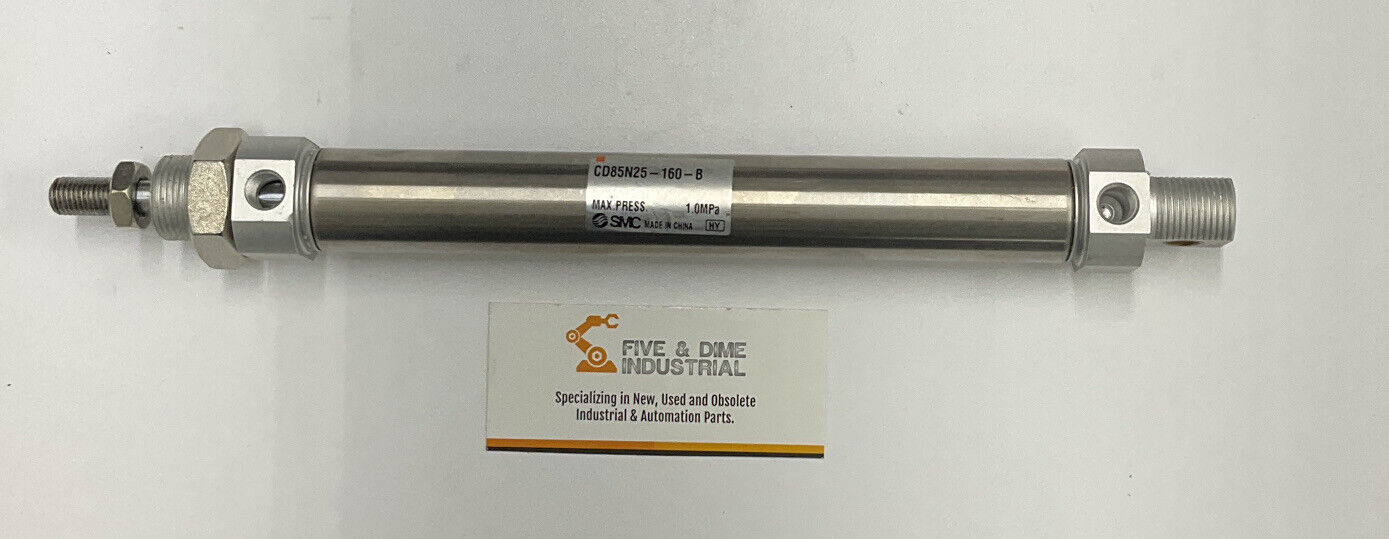 CD85N25-160-B
MAX.PRESS. 1.0MPa
SMC MADE IN CHINA HY
FIVE & DIME
INDUSTRIAL
Specializing in New, Used and Obsolete
Industrial & Automation Parts.